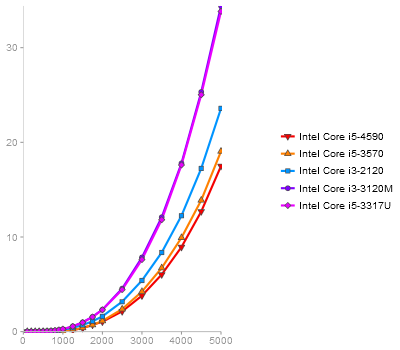 30
20
10
0
0 1000 2000 3000 4000 5000
Intel Core i5-4590
Intel Core i5-3570
Intel Core i3-2120
Intel Core i3-3120M
Intel Core i5-3317U